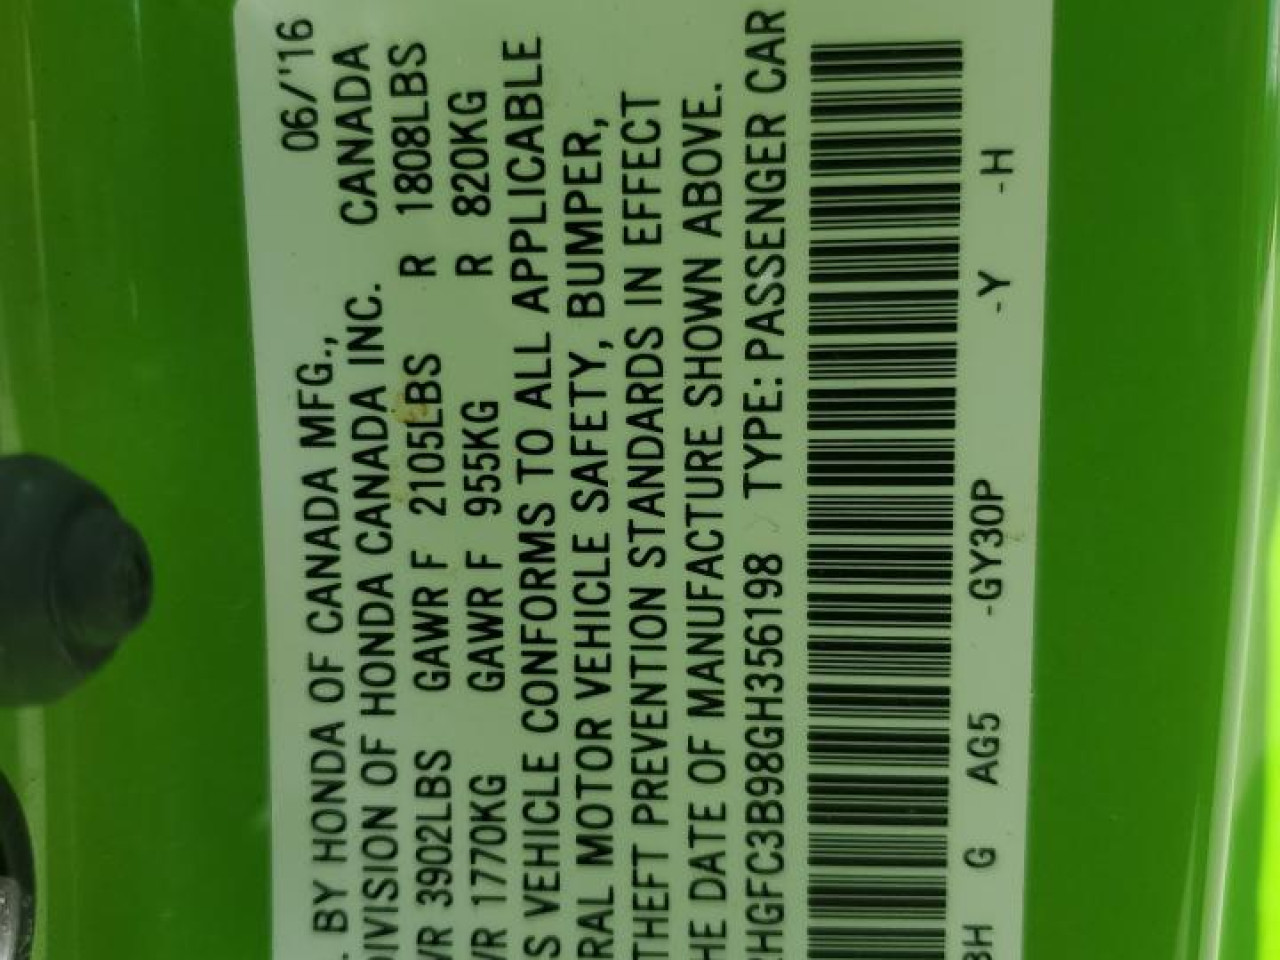 BY HONDA OF CANADA MFG., 06/'16
DIVISION OF HONDA CANADA INC. CANADA
VR 3902LBS GAWR F 2105LBS R 1808LBS
VR 1770KG GAWR F 955KG R 820KG
S VEHICLE CONFORMS TO ALL APPLICABLE
RAL MOTOR VEHICLE SAFETY, BUMPER,
THEFT PREVENTION STANDARDS IN EFFECT
HE DATE OF MANUFACTURE SHOWN ABOVE.
HGFC3B98GH356198 TYPE: PASSENGER CAR
BH G AG5 -GY30P -Y -H